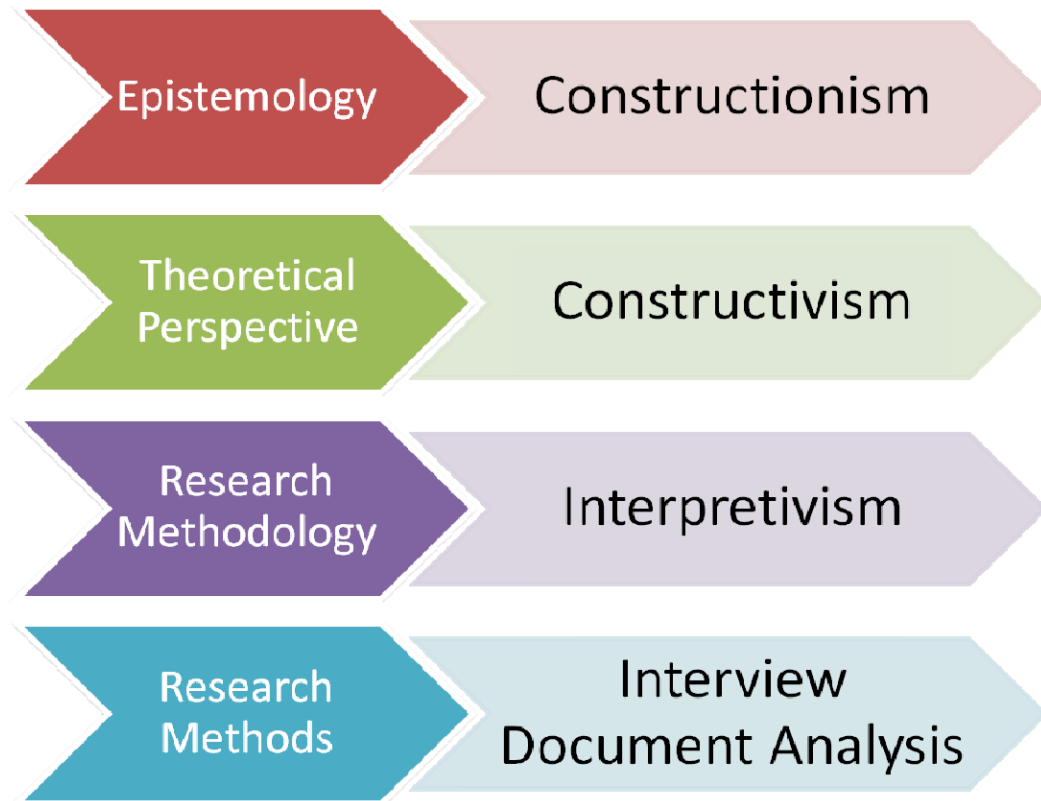 Epistemology
Constructionism
Theoretical
Perspective
Constructivism
Research
Methodology
Interpretivism
Research
Methods
Interview
Document Analysis